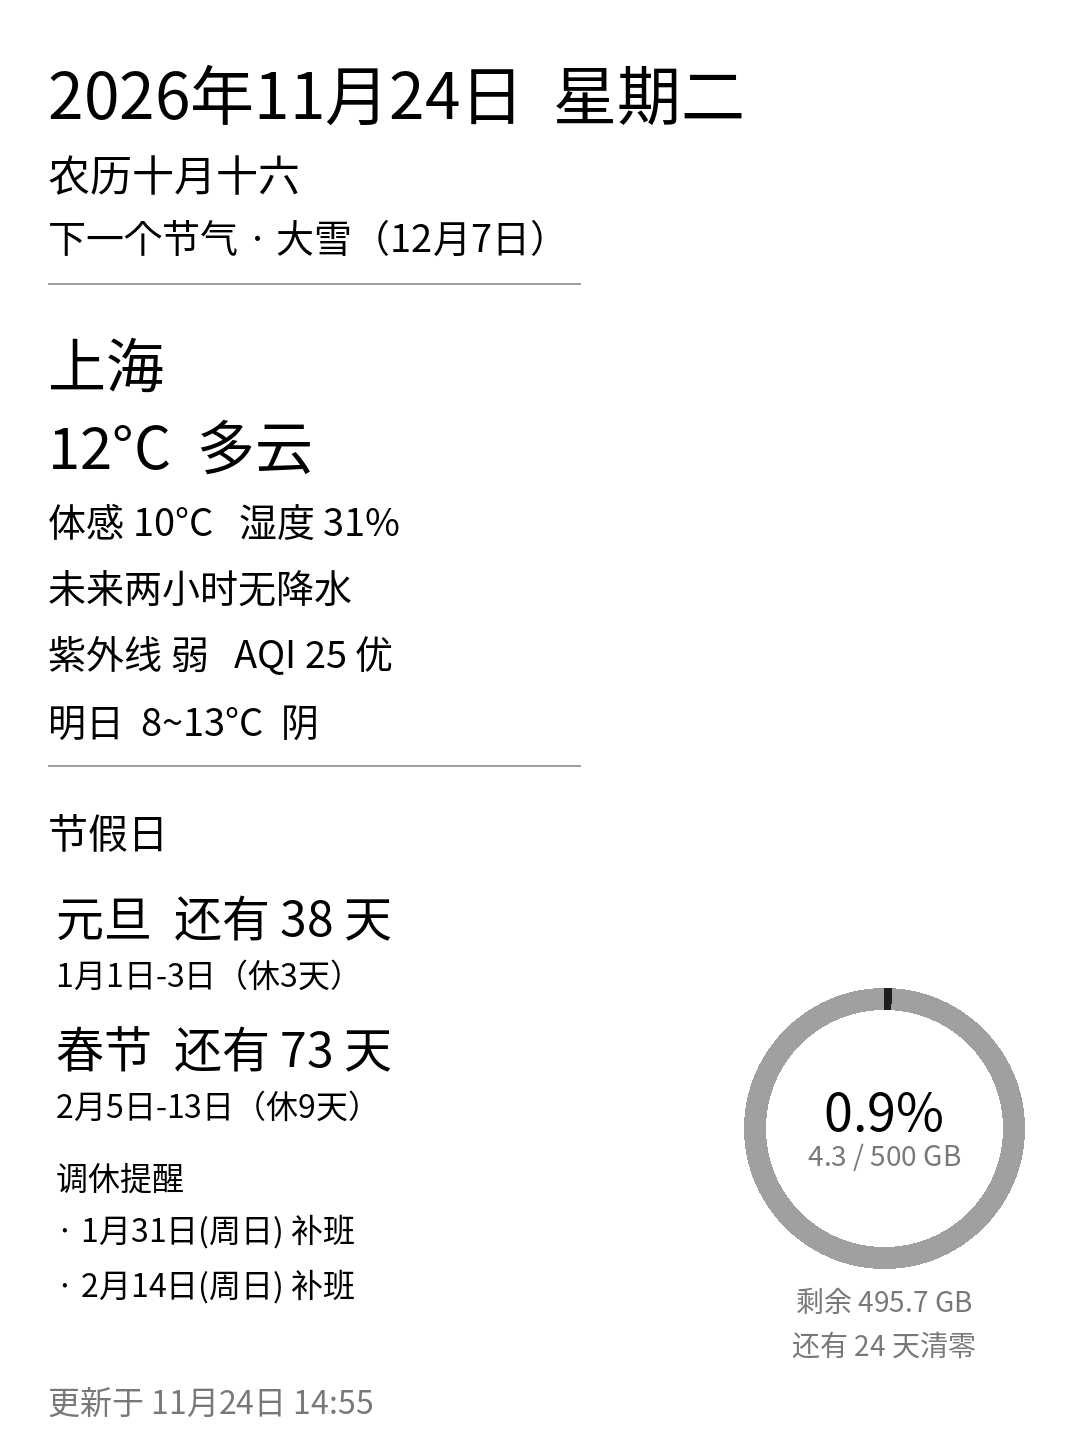 2026年11月24日 星期二
农历十月十六
下一个节气 · 大雪（12月7日）
上海
12°C 多云
体感 10°C 湿度 31%
未来两小时无降水
紫外线 弱 AQI 25 优
明日 8~13°C 阴
节假日
元旦 还有 38 天
1月1日-3日（休3天）
春节 还有 73 天
2月5日-13日（休9天）
调休提醒
· 1月31日(周日) 补班
· 2月14日(周日) 补班
0.9%
4.3 / 500 GB
剩余 495.7 GB
还有 24 天清零
更新于 11月24日 14:55